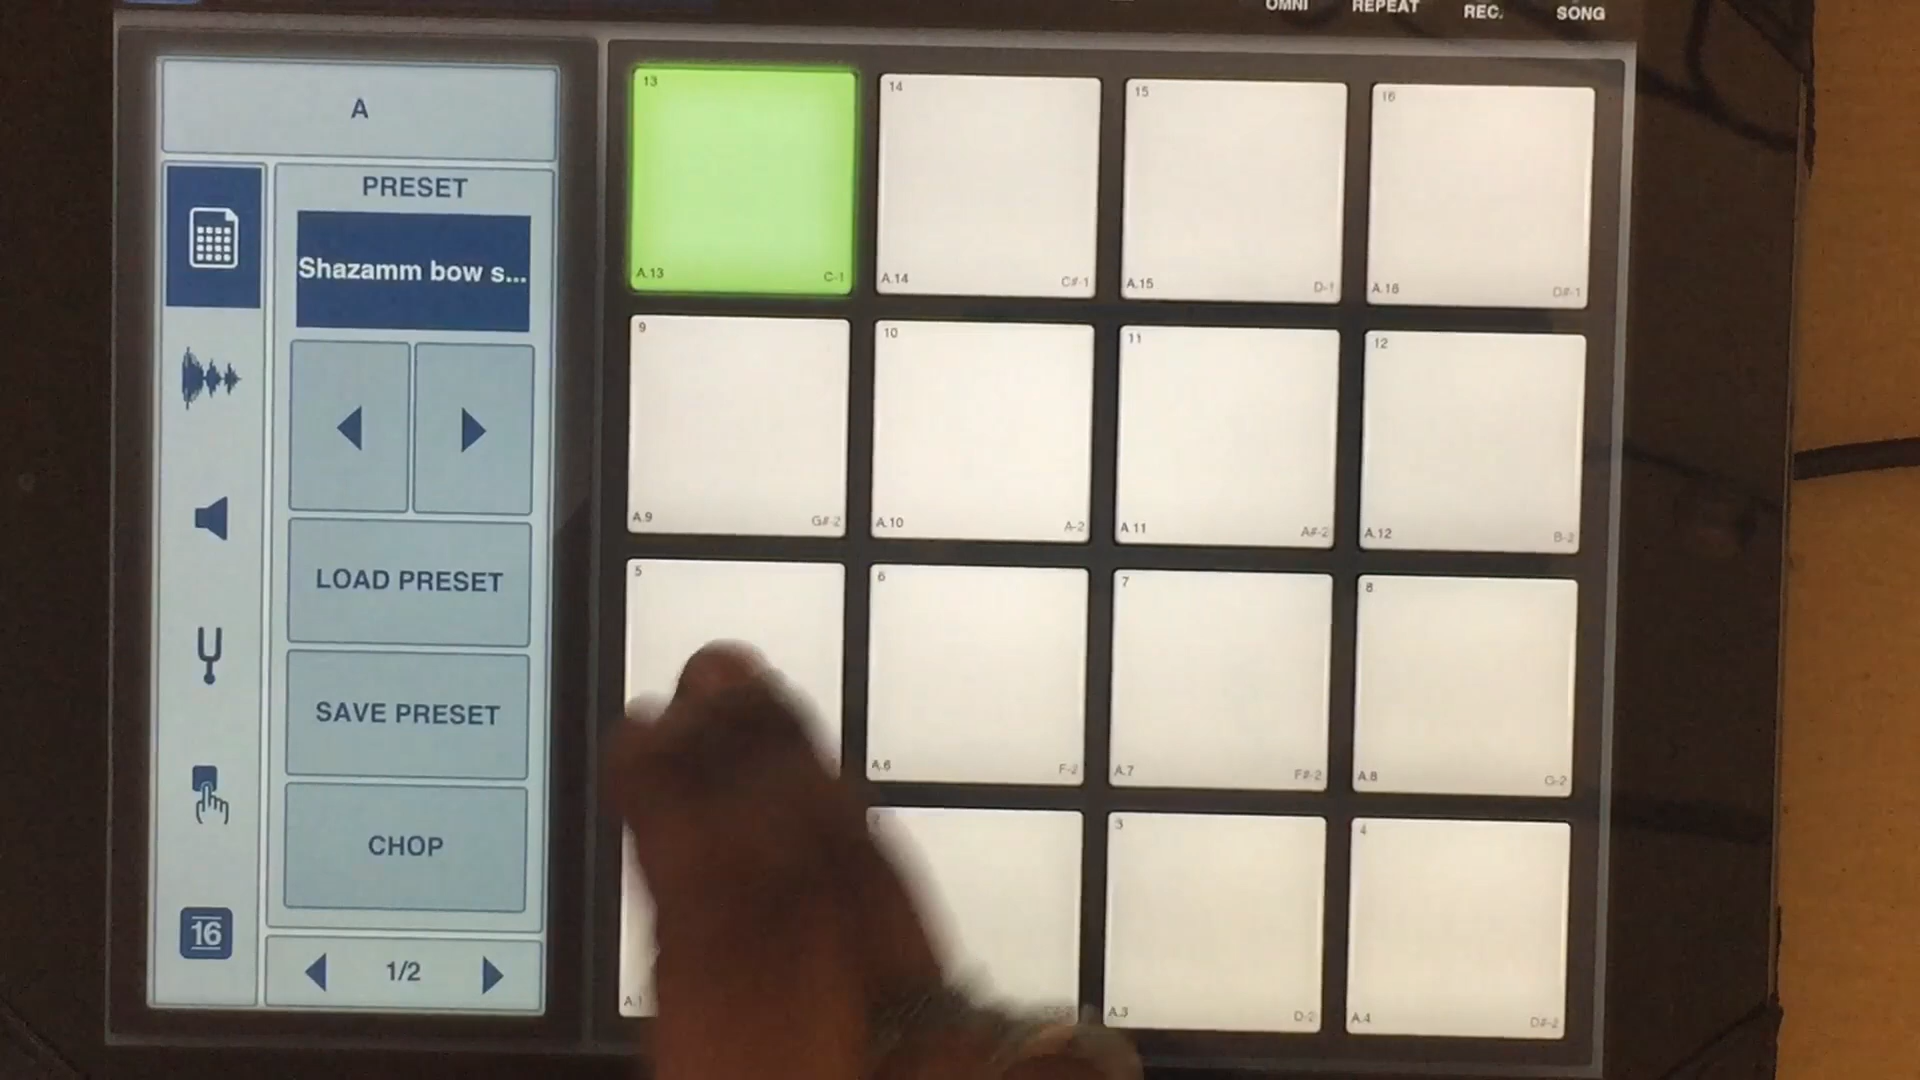 OMNI
REPEAT
REC.
SONG
A
PRESET
Shazamm bow s...
LOAD PRESET
SAVE PRESET
CHOP
16
1/2
13
A.13
C-1
14
A.14
C#-1
15
A.15
D-1
16
A.16
D#-1
9
A.9
G#-2
10
A.10
A-2
11
A.11
A#-2
12
A.12
B-2
5
6
A.6
F-2
7
A.7
F#-2
8
A.8
G-2
A.1
2
3
A.3
D-2
4
A.4
D#-2